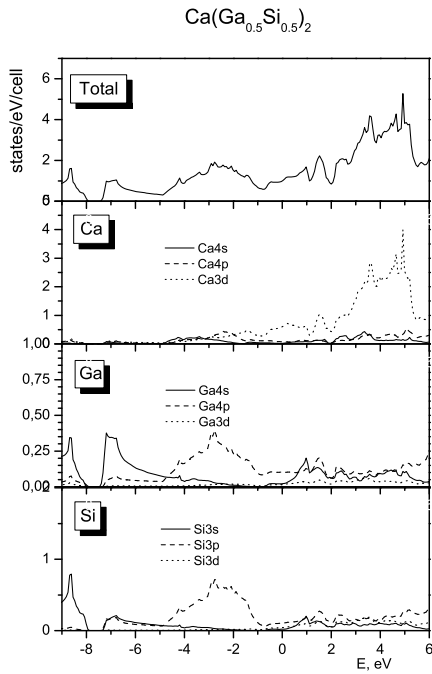 Ca(Ga0.5Si0.5)2
states/eV/cell
Total
6
4
2
0
Ca
Ca4s
Ca4p
Ca3d
5
4
3
2
1
Ga
Ga4s
Ga4p
Ga3d
1,00
0,75
0,50
0,25
0,00
Si
Si3s
Si3p
Si3d
2
1
0
-8 -6 -4 -2 0 2 4 6
E, eV